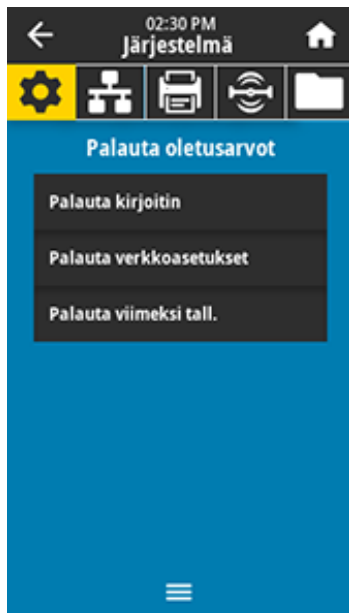 02:30 PM
Järjestelmä
Palauta oletusarvot
Palauta kirjoitin
Palauta verkkoasetukset
Palauta viimeksi tall.